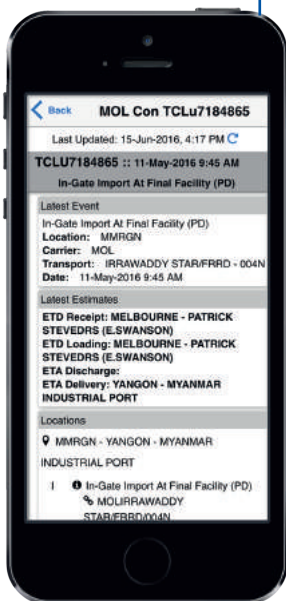 Back MOL Con TCLu7184865
Last Updated: 15-Jun-2016, 4:17 PM
TCLU7184865 :: 11-May-2016 9:45 AM
In-Gate Import At Final Facility (PD)
Latest Event
In-Gate Import At Final Facility (PD)
Location: MMRGN
Carrier: MOL
Transport: IRRAWADDY STAR/FRRD - 004N
Date: 11-May-2016 9:45 AM
Latest Estimates
ETD Receipt: MELBOURNE - PATRICK
STEVEDRS (E.SWANSON)
ETD Loading: MELBOURNE - PATRICK
STEVEDRS (E.SWANSON)
ETA Discharge:
ETA Delivery: YANGON - MYANMAR
INDUSTRIAL PORT
Locations
MMRGN - YANGON - MYANMAR
INDUSTRIAL PORT
I In-Gate Import At Final Facility (PD)
MOLIRRAWADDY
STAR/FRRD/004N